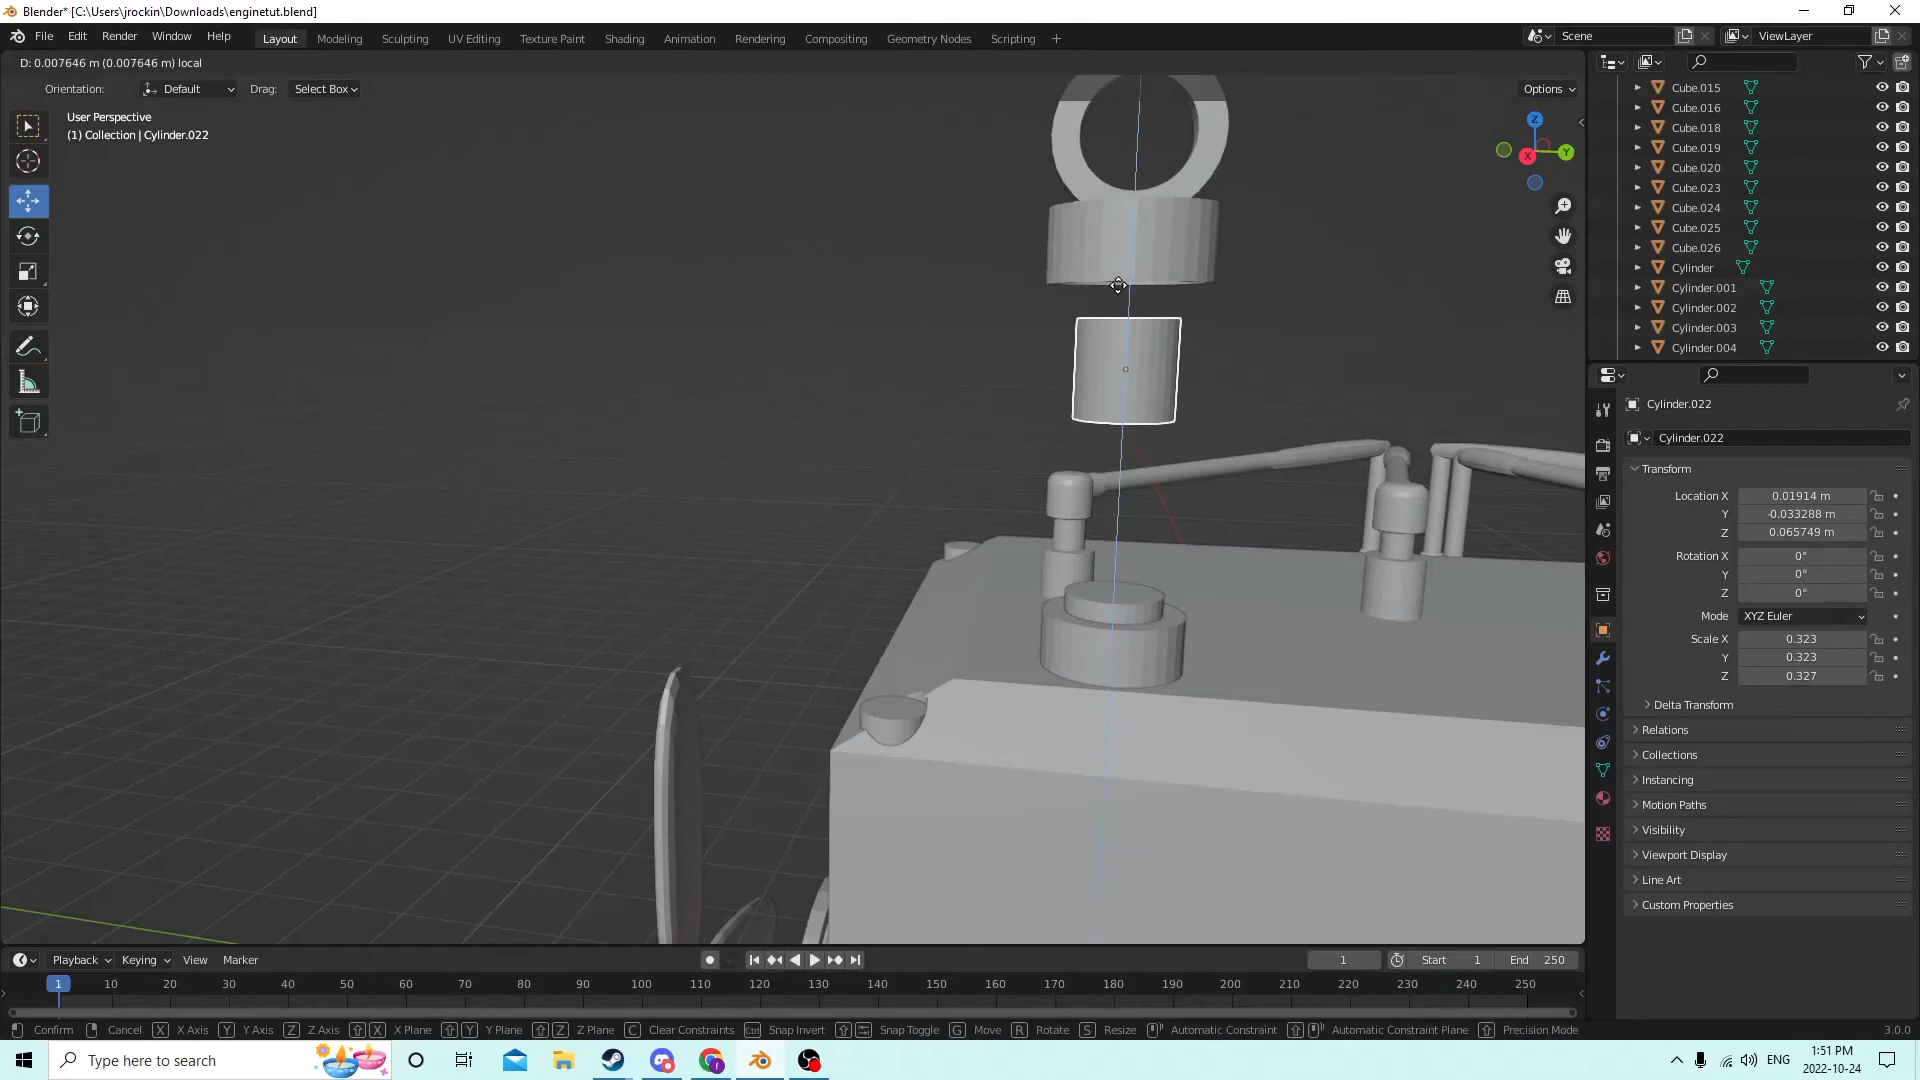 Blender* [C:\Users\jrockin\Downloads\enginetut.blend]
File Edit Render Window Help
Layout Modeling Sculpting UV Editing Texture Paint Shading Animation Rendering Compositing Geometry Nodes Scripting
Scene
ViewLayer
D: 0.007646 m (0.007646 m) local
Orientation: Default Drag: Select Box
Options
User Perspective
(1) Collection | Cylinder.022
Z
Y
X
Cube.015
Cube.016
Cube.018
Cube.019
Cube.020
Cube.023
Cube.024
Cube.025
Cube.026
Cylinder
Cylinder.001
Cylinder.002
Cylinder.003
Cylinder.004
Cylinder.022
Cylinder.022
Transform
Location X 0.01914 m
Y -0.033288 m
Z 0.065749 m
Rotation X 0°
Y 0°
Z 0°
Mode XYZ Euler
Scale X 0.323
Y 0.323
Z 0.327
Delta Transform
Relations
Collections
Instancing
Motion Paths
Visibility
Viewport Display
Line Art
Custom Properties
Playback Keying View Marker
1 Start 1 End 250
1 10 20 30 40 50 60 70 80 90 100 110 120 130 140 150 160 170 180 190 200 210 220 230 240 250
Confirm Cancel X X Axis Y Y Axis Z Z Axis X X Plane Y Y Plane Z Z Plane C Clear Constraints Ctrl Snap Invert Snap Toggle G Move R Rotate S Resize Automatic Constraint Automatic Constraint Plane Precision Mode 3.0.0
Type here to search
ENG
1:51 PM
2022-10-24